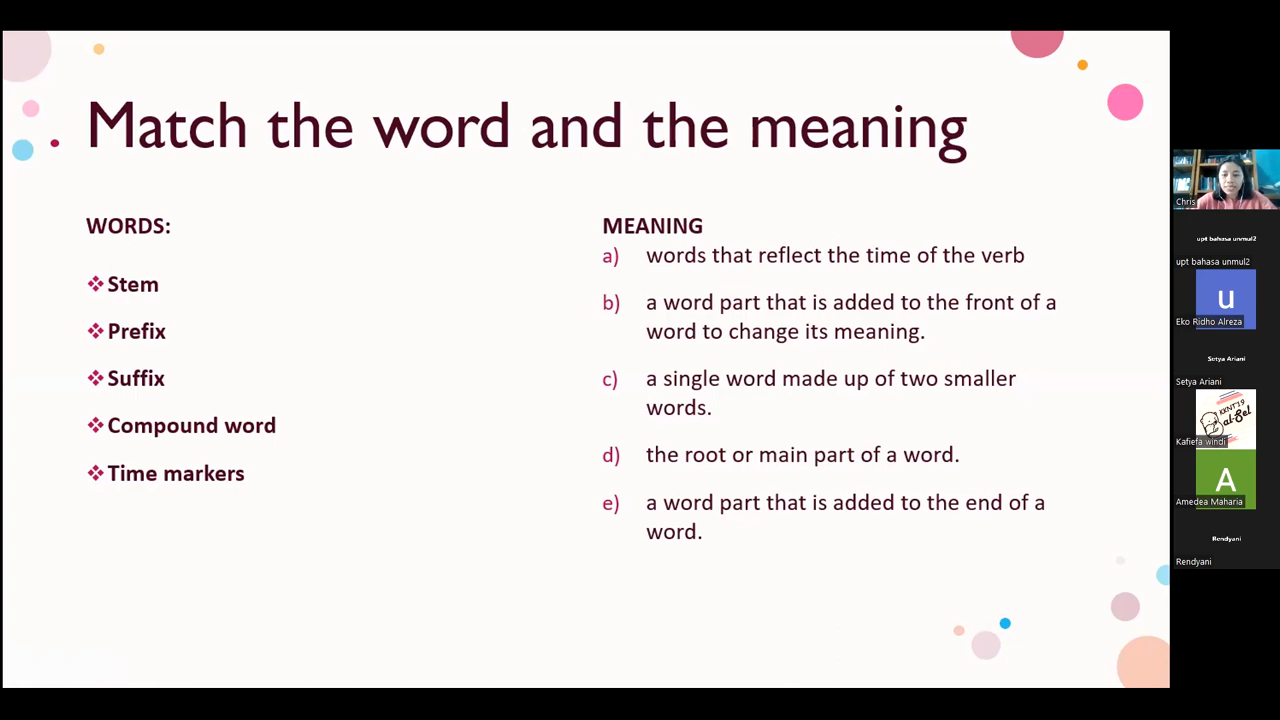 Match the word and the meaning
WORDS:
❖Stem
❖Prefix
❖Suffix
❖Compound word
❖Time markers
MEANING
a) words that reflect the time of the verb
b) a word part that is added to the front of a
word to change its meaning.
c) a single word made up of two smaller
words.
d) the root or main part of a word.
e) a word part that is added to the end of a
word.
Chris
upt bahasa unmul2
upt bahasa unmul2
u
Eko Ridho Alreza
Setya Ariani
Setya Ariani
KKNT19
al-gel
Kafiefa windi
A
Amedea Maharia
Rendyani
Rendyani